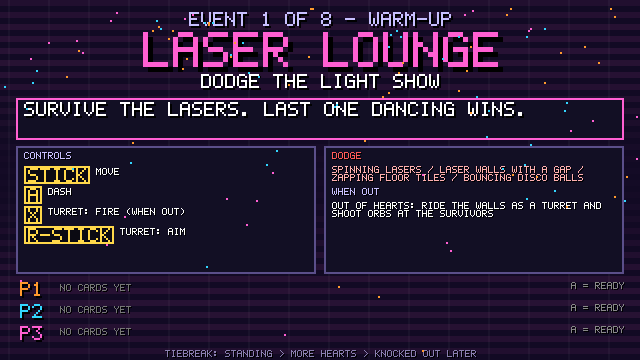 EVENT 1 OF 8 - WARM-UP
LASER LOUNGE
DODGE THE LIGHT SHOW
SURVIVE THE LASERS. LAST ONE DANCING WINS.
CONTROLS
STICK MOVE
A DASH
X TURRET: FIRE (WHEN OUT)
R-STICK TURRET: AIM
DODGE
SPINNING LASERS / LASER WALLS WITH A GAP /
ZAPPING FLOOR TILES / BOUNCING DISCO BALLS
WHEN OUT
OUT OF HEARTS: RIDE THE WALLS AS A TURRET AND
SHOOT ORBS AT THE SURVIVORS
P1 NO CARDS YET A = READY
P2 NO CARDS YET A = READY
P3 NO CARDS YET A = READY
TIEBREAK: STANDING > MORE HEARTS > KNOCKED OUT LATER